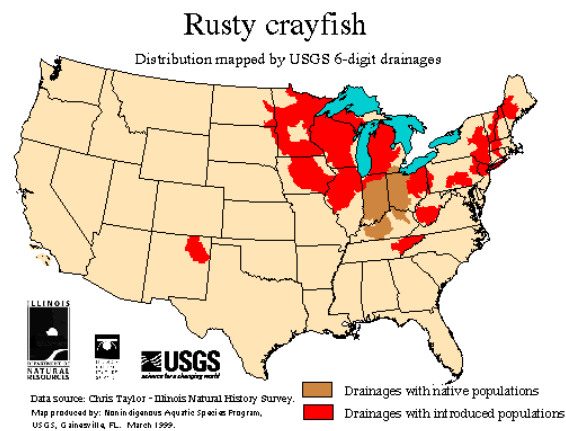 Rusty crayfish
Distribution mapped by USGS 6-digit drainages
ILLINOIS
DEPARTMENT OF
NATURAL
RESOURCES
USGS
science for a changing world
Data source: Chris Taylor - Illinois Natural History Survey.
Map produced by: Nonindigenous Aquatic Species Program,
USGS, Gainesville, FL. March 1999.
Drainages with native populations
Drainages with introduced populations